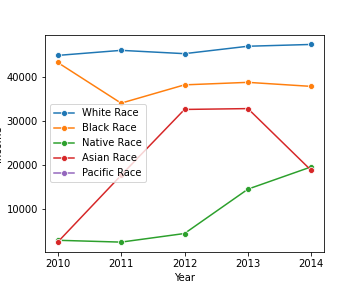 40000
30000
20000
10000
White Race
Black Race
Native Race
Asian Race
Pacific Race
2010 2011 2012 2013 2014
Year